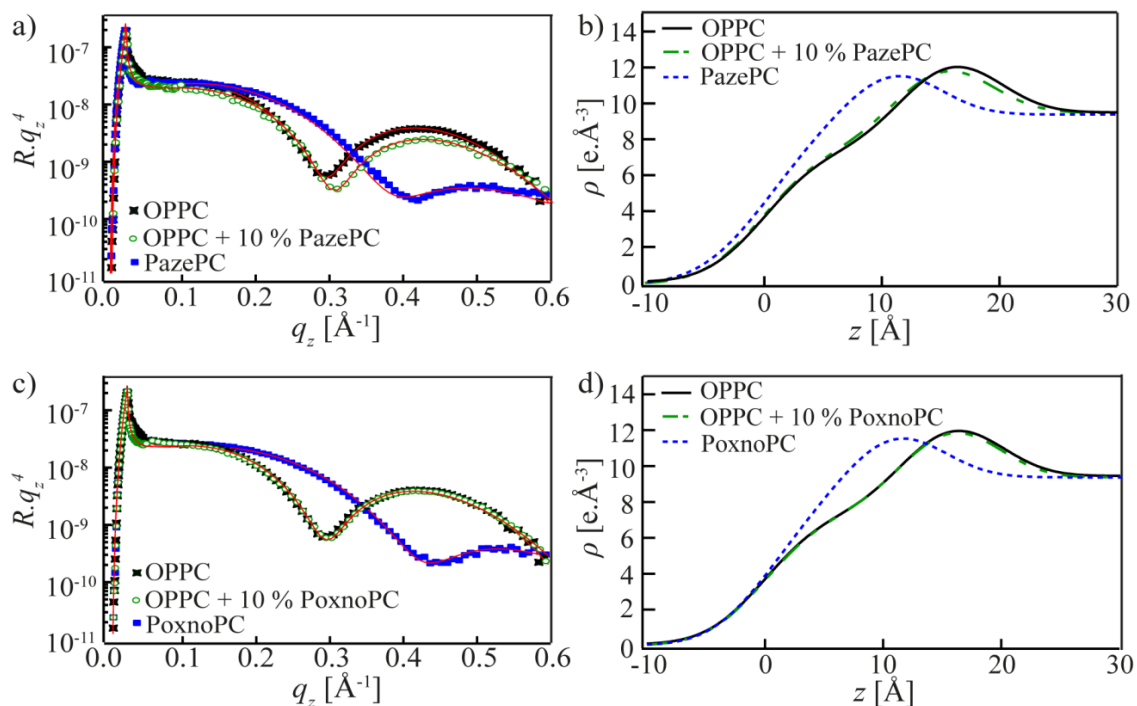 a)
10⁻⁷
10⁻⁸
10⁻⁹
10⁻¹⁰
10⁻¹¹
R.q_z⁴
OPPC
OPPC + 10 % PazePC
PazePC
0.0 0.1 0.2 0.3 0.4 0.5 0.6
q_z [Å⁻¹]
b)
14
12
10
8
6
4
2
0
ρ [e.Å⁻³]
OPPC
OPPC + 10 % PazePC
PazePC
-10 0 10 20 30
z [Å]
c)
10⁻⁷
10⁻⁸
10⁻⁹
10⁻¹⁰
10⁻¹¹
R.q_z⁴
OPPC
OPPC + 10 % PoxnoPC
PoxnoPC
0.0 0.1 0.2 0.3 0.4 0.5 0.6
q_z [Å⁻¹]
d)
14
12
10
8
6
4
2
0
ρ [e.Å⁻³]
OPPC
OPPC + 10 % PoxnoPC
PoxnoPC
-10 0 10 20 30
z [Å]